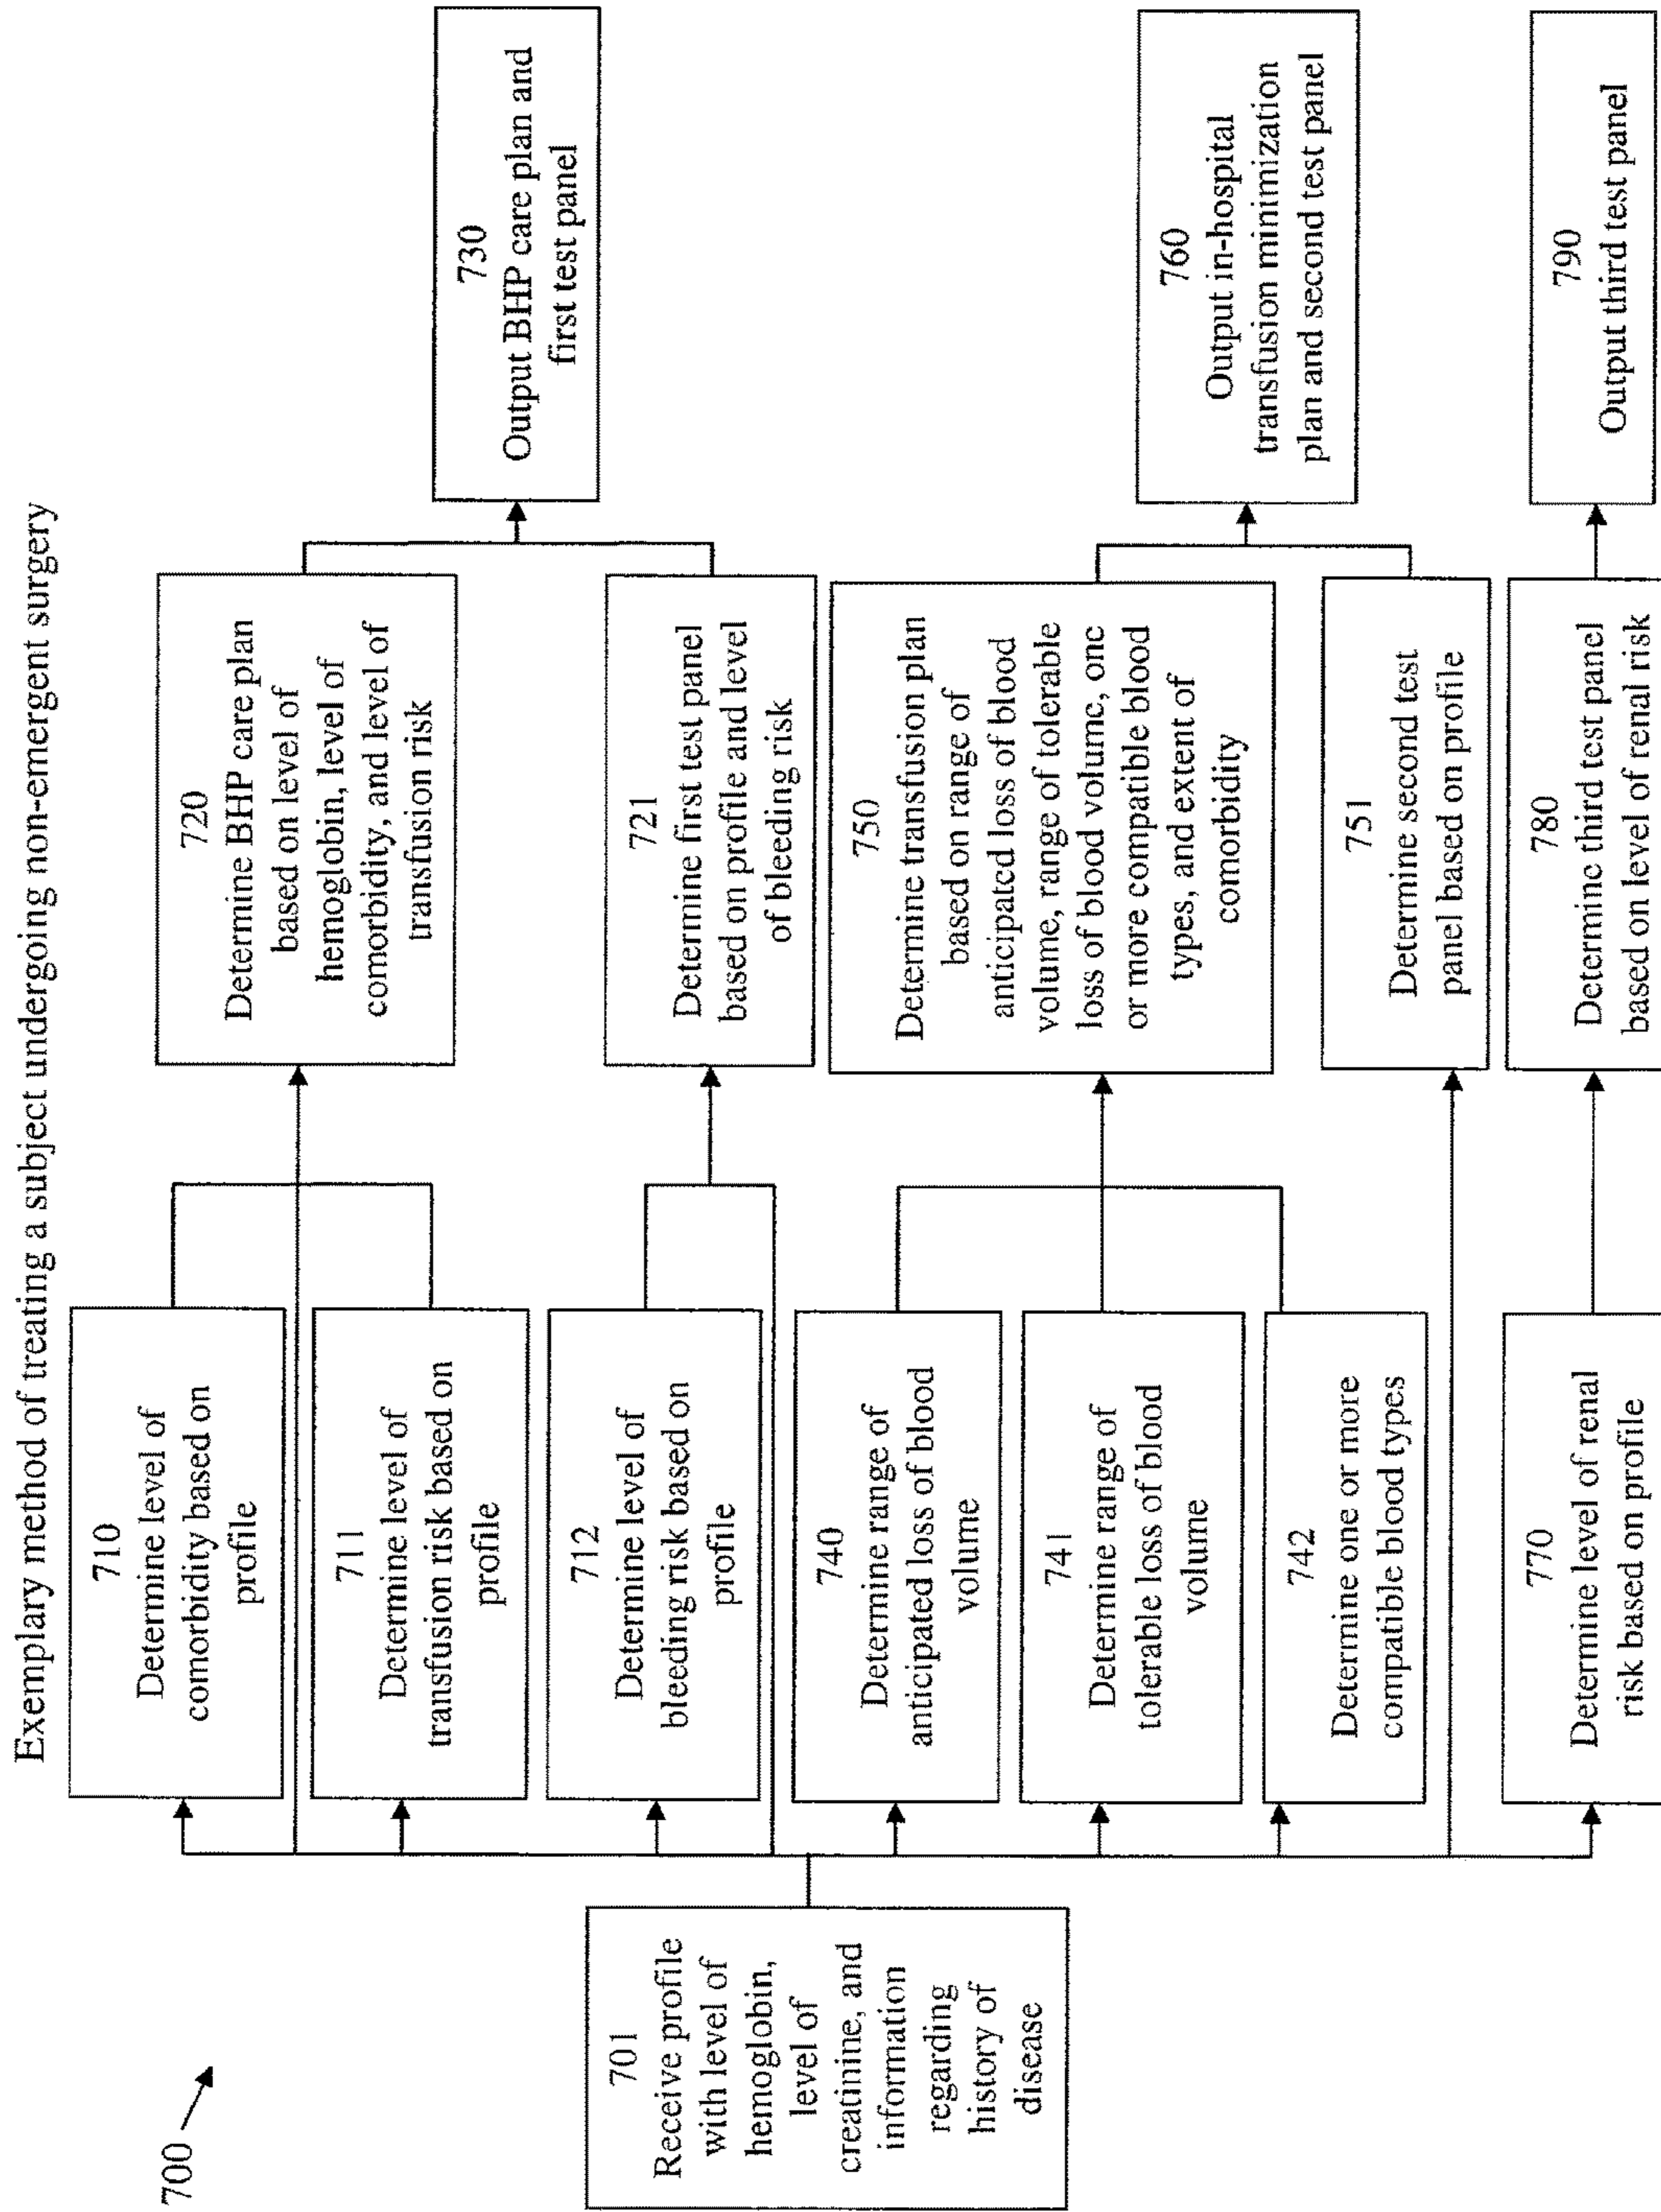 Exemplary method of treating a subject undergoing non-emergent surgery
700
701
Receive profile
with level of
hemoglobin,
level of
creatinine, and
information
regarding
history of
disease
710
Determine level of
comorbidity based on
profile
711
Determine level of
transfusion risk based on
profile
712
Determine level of
bleeding risk based on
profile
740
Determine range of
anticipated loss of blood
volume
741
Determine range of
tolerable loss of blood
volume
742
Determine one or more
compatible blood types
770
Determine level of renal
risk based on profile
720
Determine BHP care plan
based on level of
hemoglobin, level of
comorbidity, and level of
transfusion risk
721
Determine first test panel
based on profile and level
of bleeding risk
750
Determine transfusion plan
based on range of
anticipated loss of blood
volume, range of tolerable
loss of blood volume, one
or more compatible blood
types, and extent of
comorbidity
751
Determine second test
panel based on profile
780
Determine third test panel
based on level of renal risk
730
Output BHP care plan and
first test panel
760
Output in-hospital
transfusion minimization
plan and second test panel
790
Output third test panel